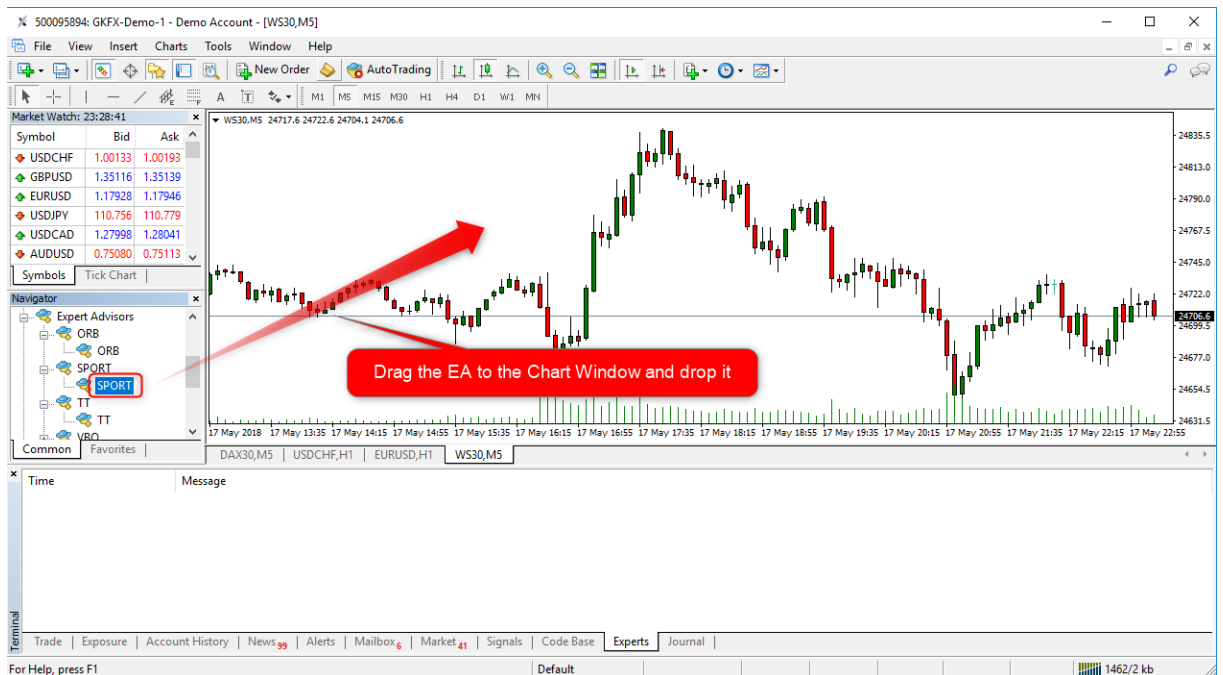 500095894: GKFX-Demo-1 - Demo Account - [WS30,M5]
File View Insert Charts Tools Window Help
New Order AutoTrading
A T M1 M5 M15 M30 H1 H4 D1 W1 MN
Market Watch: 23:28:41
Symbol Bid Ask
USDCHF 1.00133 1.00193
GBPUSD 1.35116 1.35139
EURUSD 1.17928 1.17946
USDJPY 110.756 110.779
USDCAD 1.27998 1.28041
AUDUSD 0.75080 0.75113
Symbols Tick Chart
Navigator
Expert Advisors
ORB
ORB
SPORT
SPORT
TT
TT
VBO
Common Favorites
WS30,M5 24717.6 24722.6 24704.1 24706.6
24835.5
24813.0
24790.0
24767.5
24745.0
24722.0
24706.6
24699.5
24677.0
24654.5
24631.5
Drag the EA to the Chart Window and drop it
17 May 2018 17 May 13:35 17 May 14:15 17 May 14:55 17 May 15:35 17 May 16:15 17 May 16:55 17 May 17:35 17 May 18:15 17 May 18:55 17 May 19:35 17 May 20:15 17 May 20:55 17 May 21:35 17 May 22:15 17 May 22:55
DAX30,M5 USDCHF,H1 EURUSD,H1 WS30,M5
Time Message
Terminal
Trade Exposure Account History News 99 Alerts Mailbox 6 Market 41 Signals Code Base Experts Journal
For Help, press F1 Default 1462/2 kb